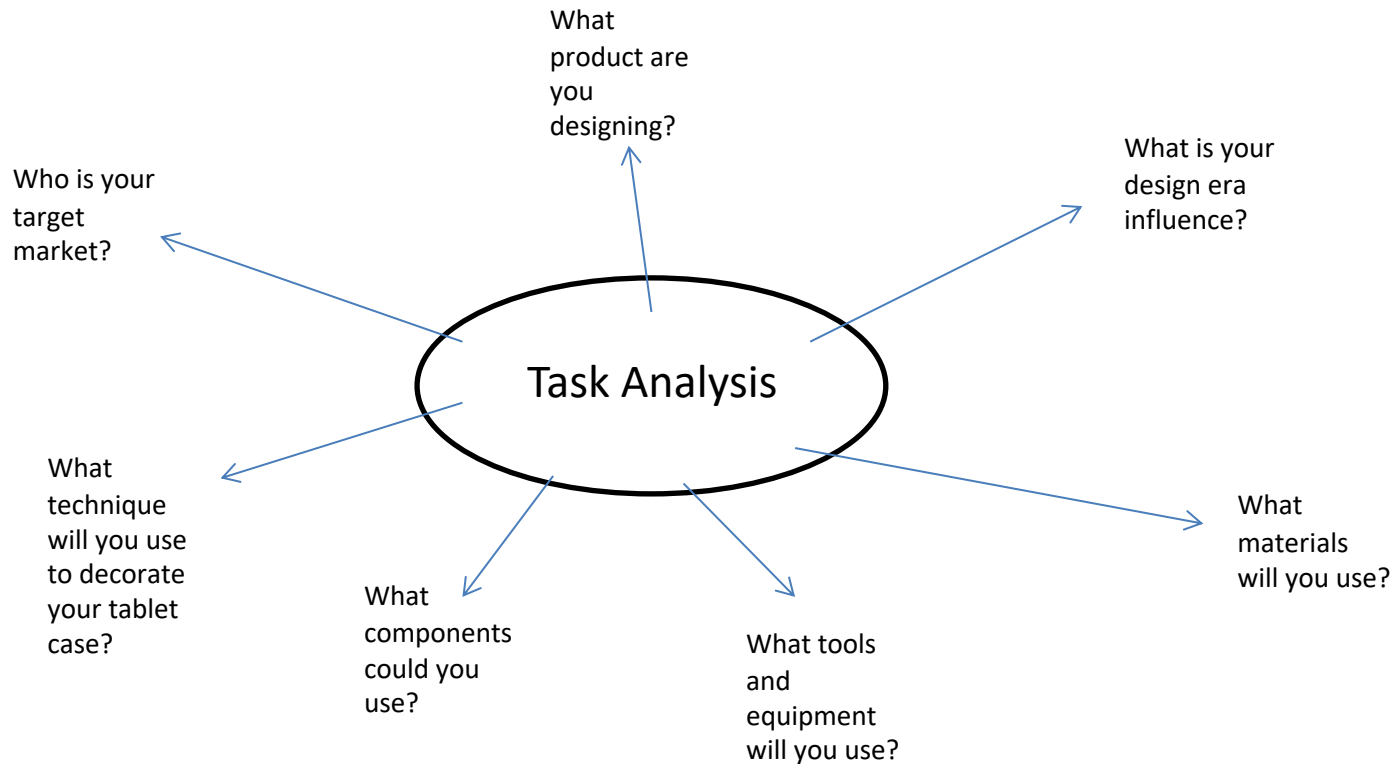 What
product are
you
designing?
What is your
design era
influence?
Who is your
target
market?
Task Analysis
What
technique
will you use
to decorate
your tablet
case?
What
materials
will you use?
What
components
could you
use?
What tools
and
equipment
will you use?